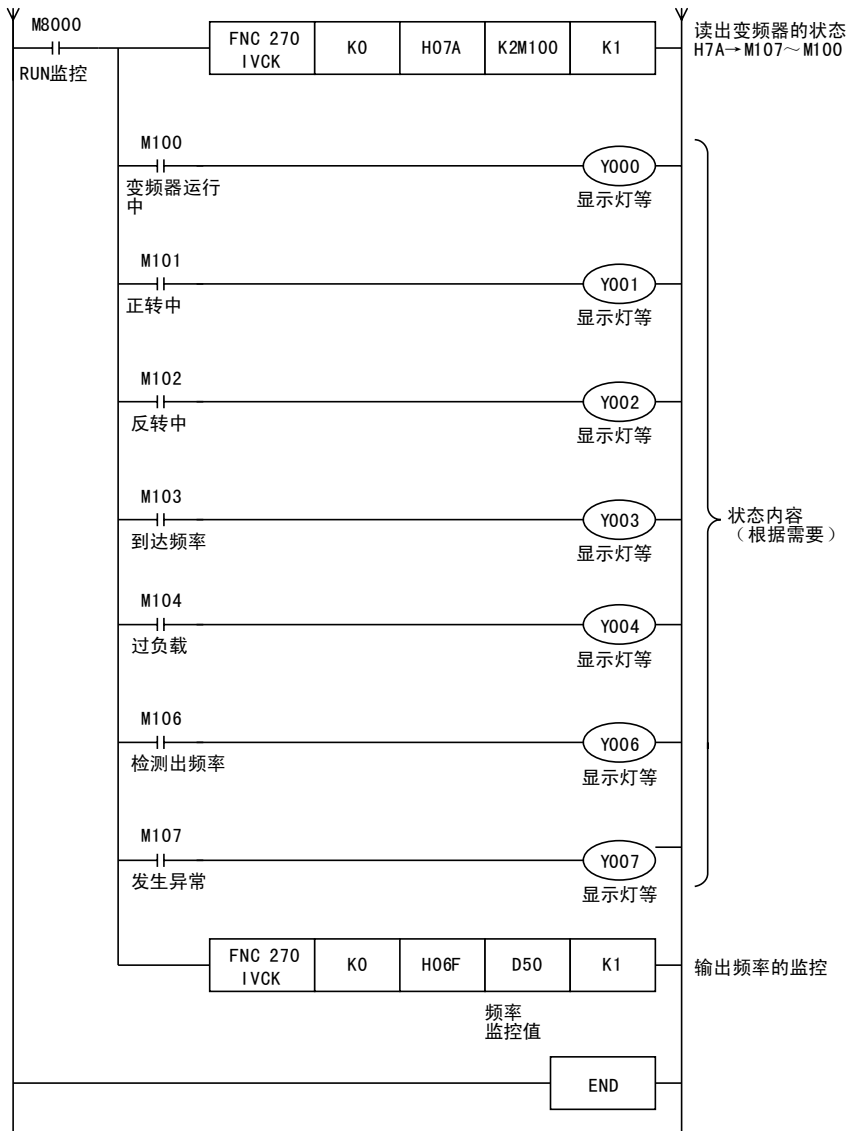 M8000
RUN监控
FNC 270
IVCK
K0
H07A
K2M100
K1
读出变频器的状态
H7A→M107～M100
M100
变频器运行
中
Y000
显示灯等
M101
正转中
Y001
显示灯等
M102
反转中
Y002
显示灯等
M103
到达频率
Y003
显示灯等
状态内容
（根据需要）
M104
过负载
Y004
显示灯等
M106
检测出频率
Y006
显示灯等
M107
发生异常
Y007
显示灯等
FNC 270
IVCK
K0
H06F
D50
K1
输出频率的监控
频率
监控值
END